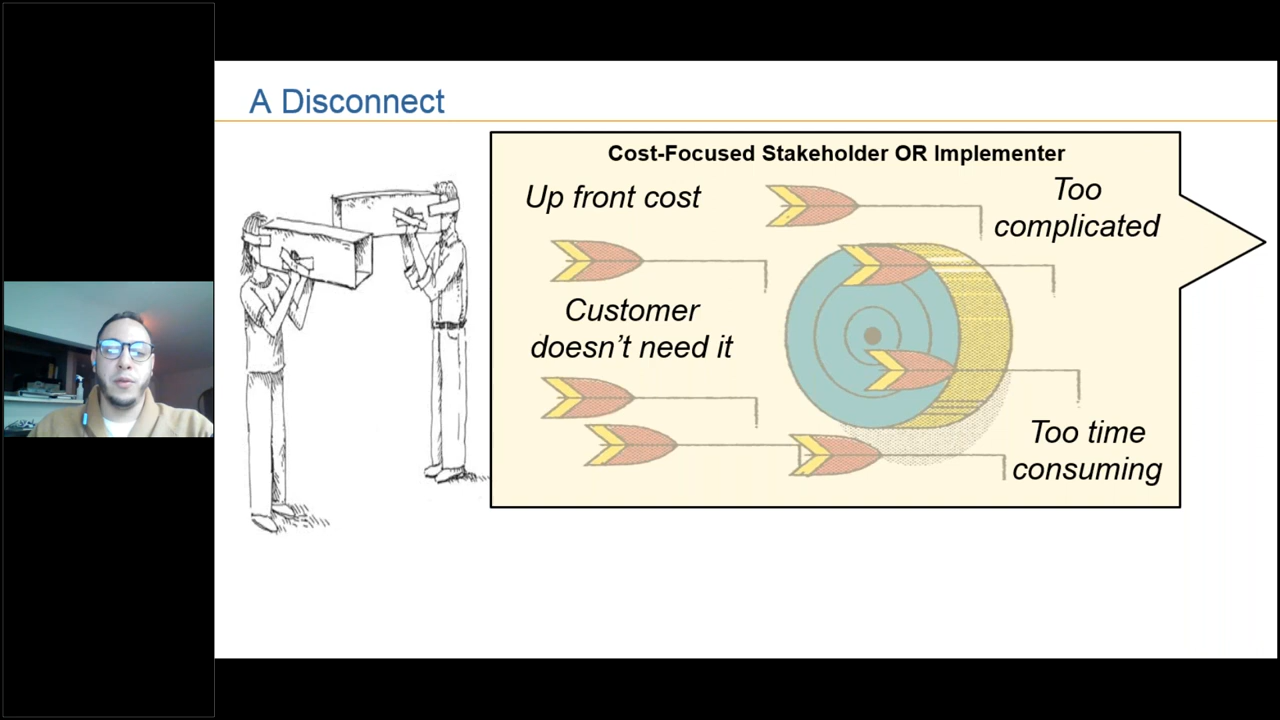 A Disconnect
Cost-Focused Stakeholder OR Implementer
Up front cost
Too
complicated
Customer
doesn’t need it
Too time
consuming